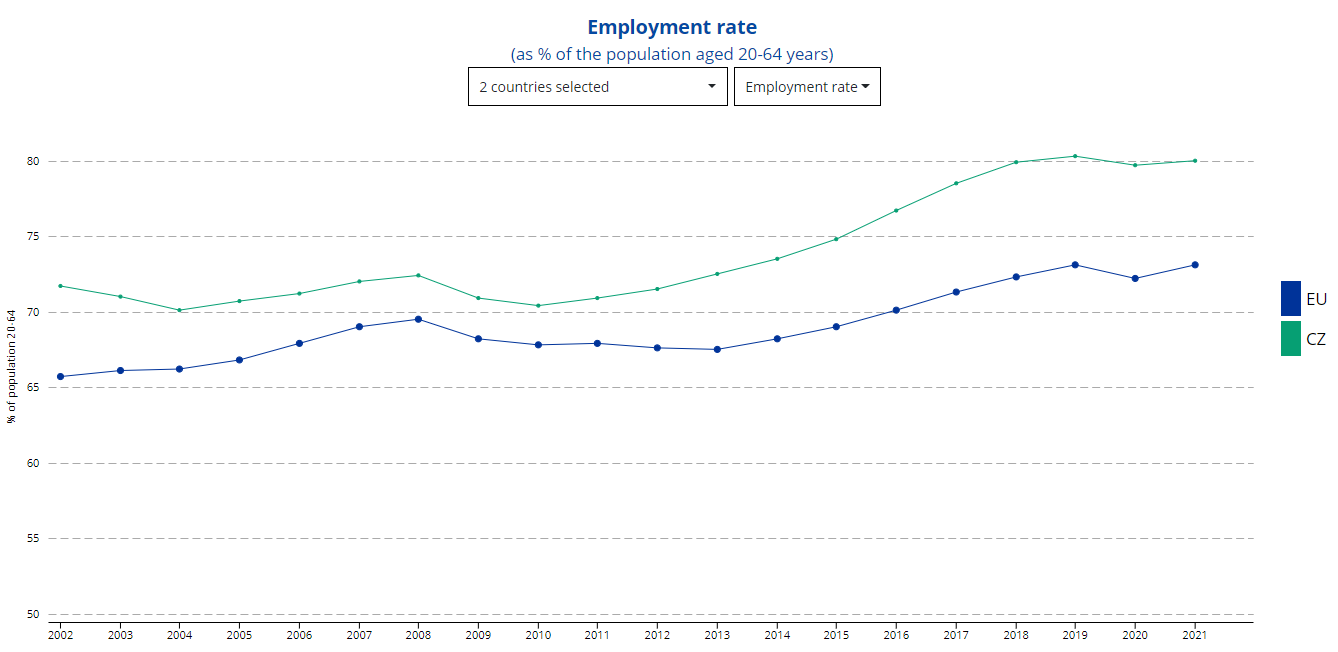 Employment rate
(as % of the population aged 20-64 years)
2 countries selected
Employment rate
80
75
70
65
60
55
50
% of population 20-64
2002 2003 2004 2005 2006 2007 2008 2009 2010 2011 2012 2013 2014 2015 2016 2017 2018 2019 2020 2021
EU
CZ